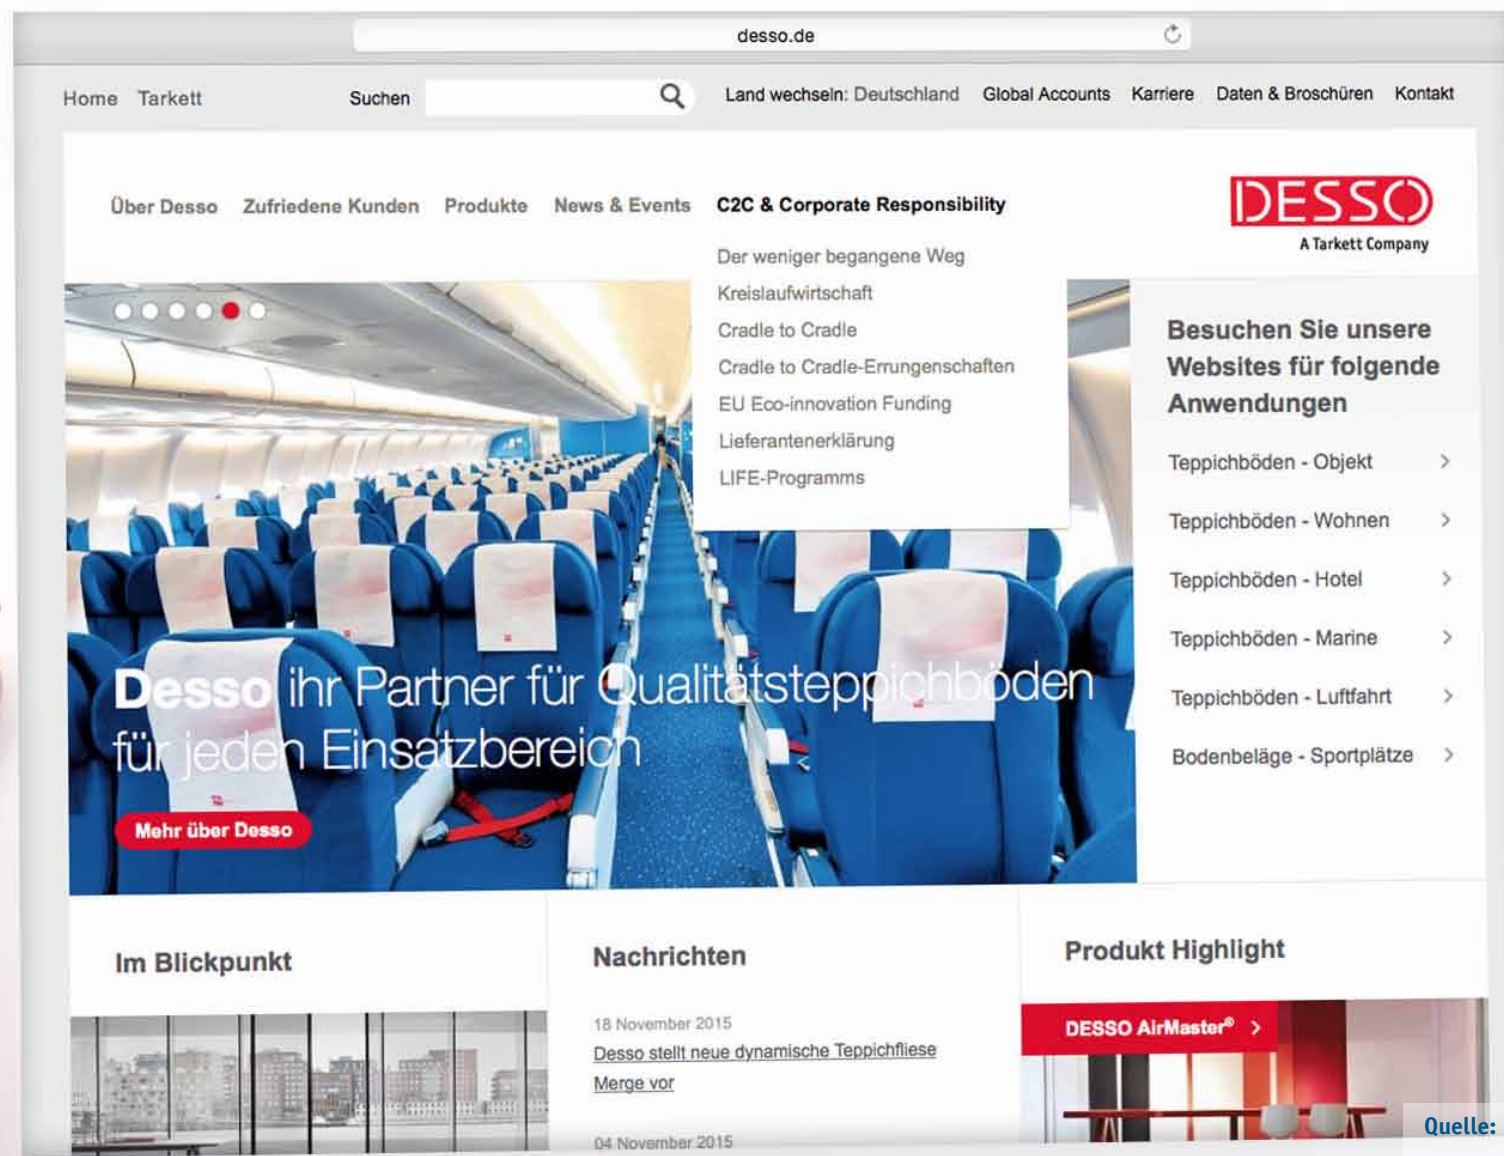 desso.de
Home Tarkett Suchen Land wechseln: Deutschland Global Accounts Karriere Daten & Broschüren Kontakt
Über Desso Zufriedene Kunden Produkte News & Events C2C & Corporate Responsibility
DESSO
A Tarkett Company
Der weniger begangene Weg
Kreislaufwirtschaft
Cradle to Cradle
Cradle to Cradle-Errungenschaften
EU Eco-innovation Funding
Lieferantenerklärung
LIFE-Programms
Besuchen Sie unsere
Websites für folgende
Anwendungen
Teppichböden - Objekt
Teppichböden - Wohnen
Teppichböden - Hotel
Teppichböden - Marine
Teppichböden - Luftfahrt
Bodenbeläge - Sportplätze
Desso ihr Partner für Qualitätsteppichböden
für jeden Einsatzbereich
Mehr über Desso
Im Blickpunkt
Nachrichten
18 November 2015
Desso stellt neue dynamische Teppichfliese
Merge vor
04 November 2015
Produkt Highlight
DESSO AirMaster®
Quelle: